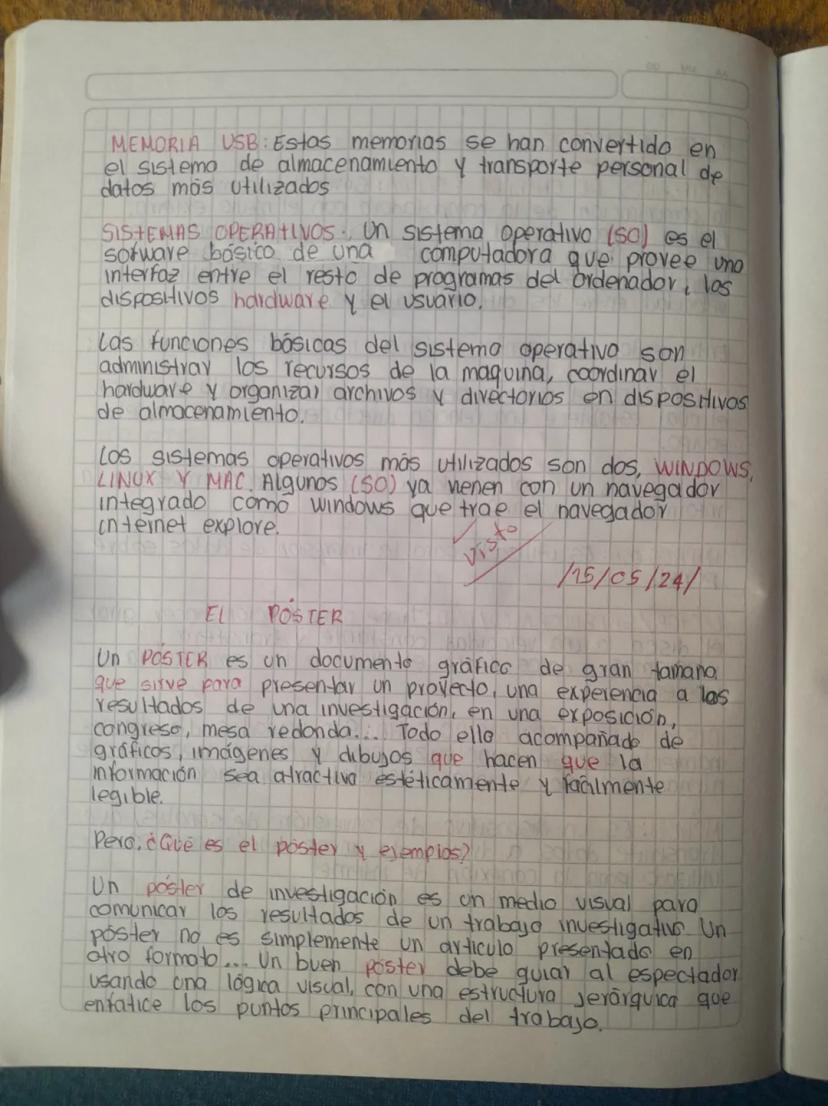 MEMORIA USB: Estas memorias se han convertido en
el sistema de almacenamiento y transporte personal de
datos más utilizados
SISTEMAS OPERATIVOS. Un sistema operativo (SO) es el
sotware básico de una computadora que provee una
interfaz entre el resto de programas del ordenador, los
dispositivos hardware y el usuario.
Las funciones básicas del sistema operativo son
administrar los recursos de la maquina, coordinar el
hardware y organizar archivos y directorios en dispositivos
de almacenamiento.
Los sistemas operativos más utilizados son dos, WINDOWS,
LINUX Y MAC. Algunos (SO) ya vienen con un navegador
integrado como windows que trae el navegador
internet explore.
Visto
/15/05/24/
EL PÓSTER
Un PÓSTER es un documento gráfico de gran tamana
que sirve para presentar un proyecto, una experiencia a los
resultados de una investigación, en una exposición,
congreso, mesa redonda... Todo ello acompañado de
gráficos, imágenes y dibujos que hacen que la
información sea atractiva estéticamente y fácilmente
legible.
Pero. ¿Qué es el póster y ejemplos?
Un póster de investigación es un medio visual para
comunicar los resultados de un trabajo investigativo. Un
póster no es simplemente un articulo presentado en
otro formato... Un buen póster debe guiar al espectador
usando una lógica visual, con una estructura jerárquica que
enfatice los puntos principales del trabajo.